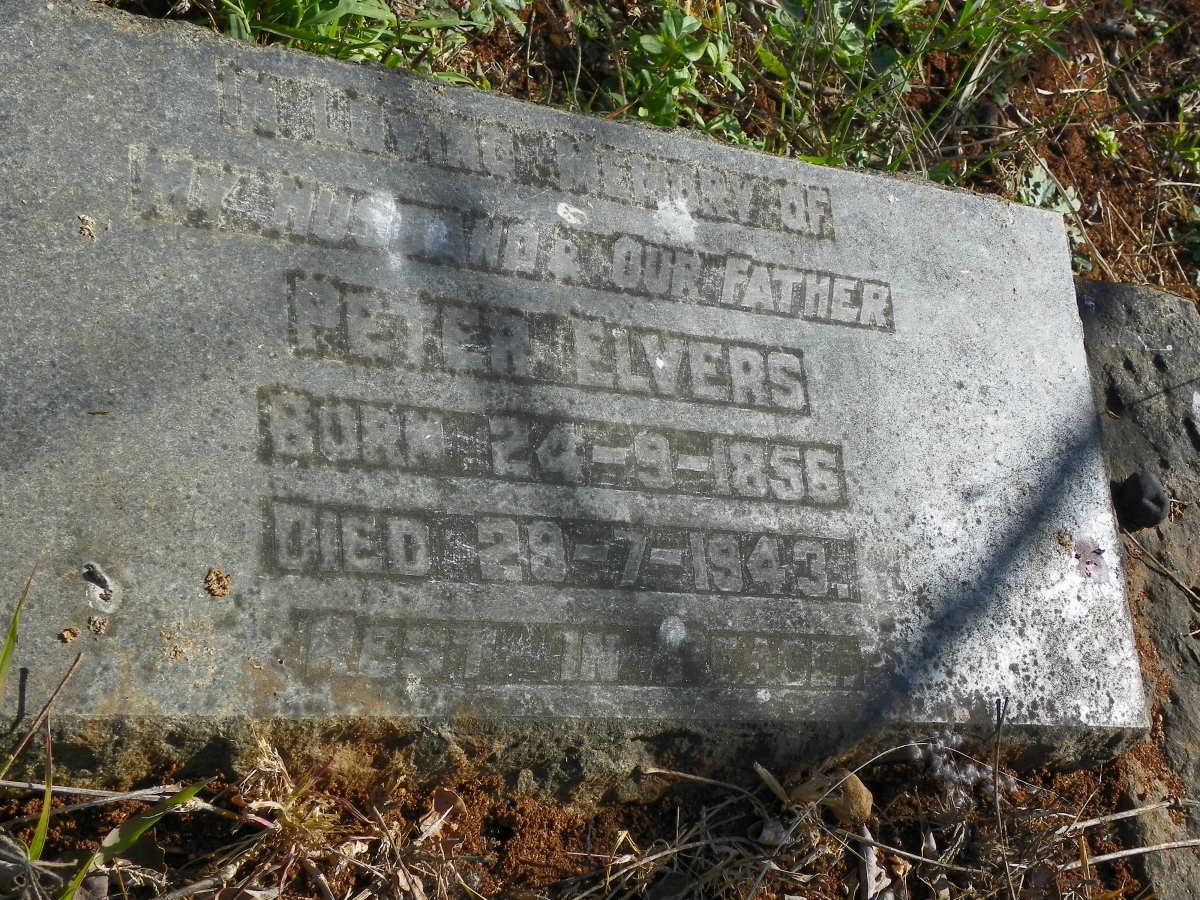 IN LOVING MEMORY OF
MY HUSBAND & OUR FATHER
PETER ELVERS
BORN 24-9-1856
DIED 29-7-1943.
REST IN PEACE.